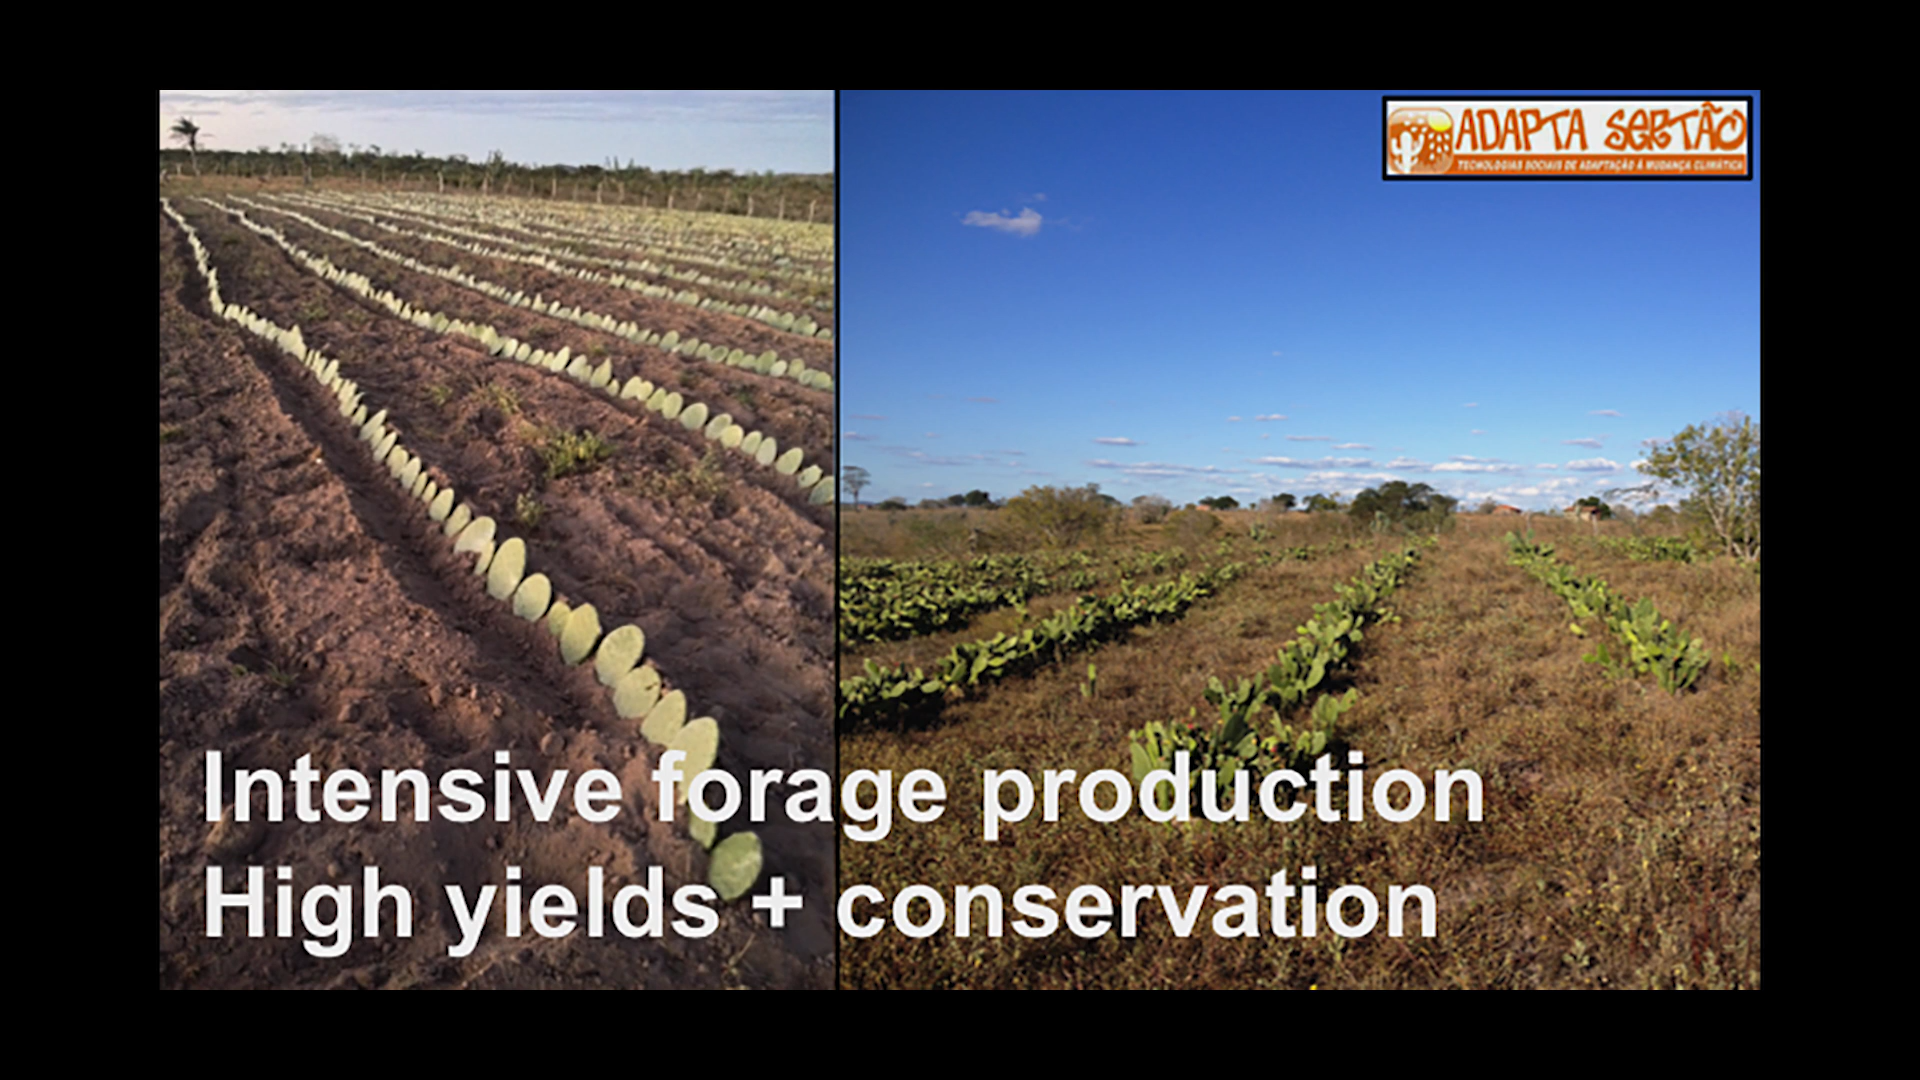 ADAPTA SERTÃO
TECNOLOGIAS SOCIAIS DE ADAPTAÇÃO À MUDANÇA CLIMÁTICA
Intensive forage production
High yields + conservation